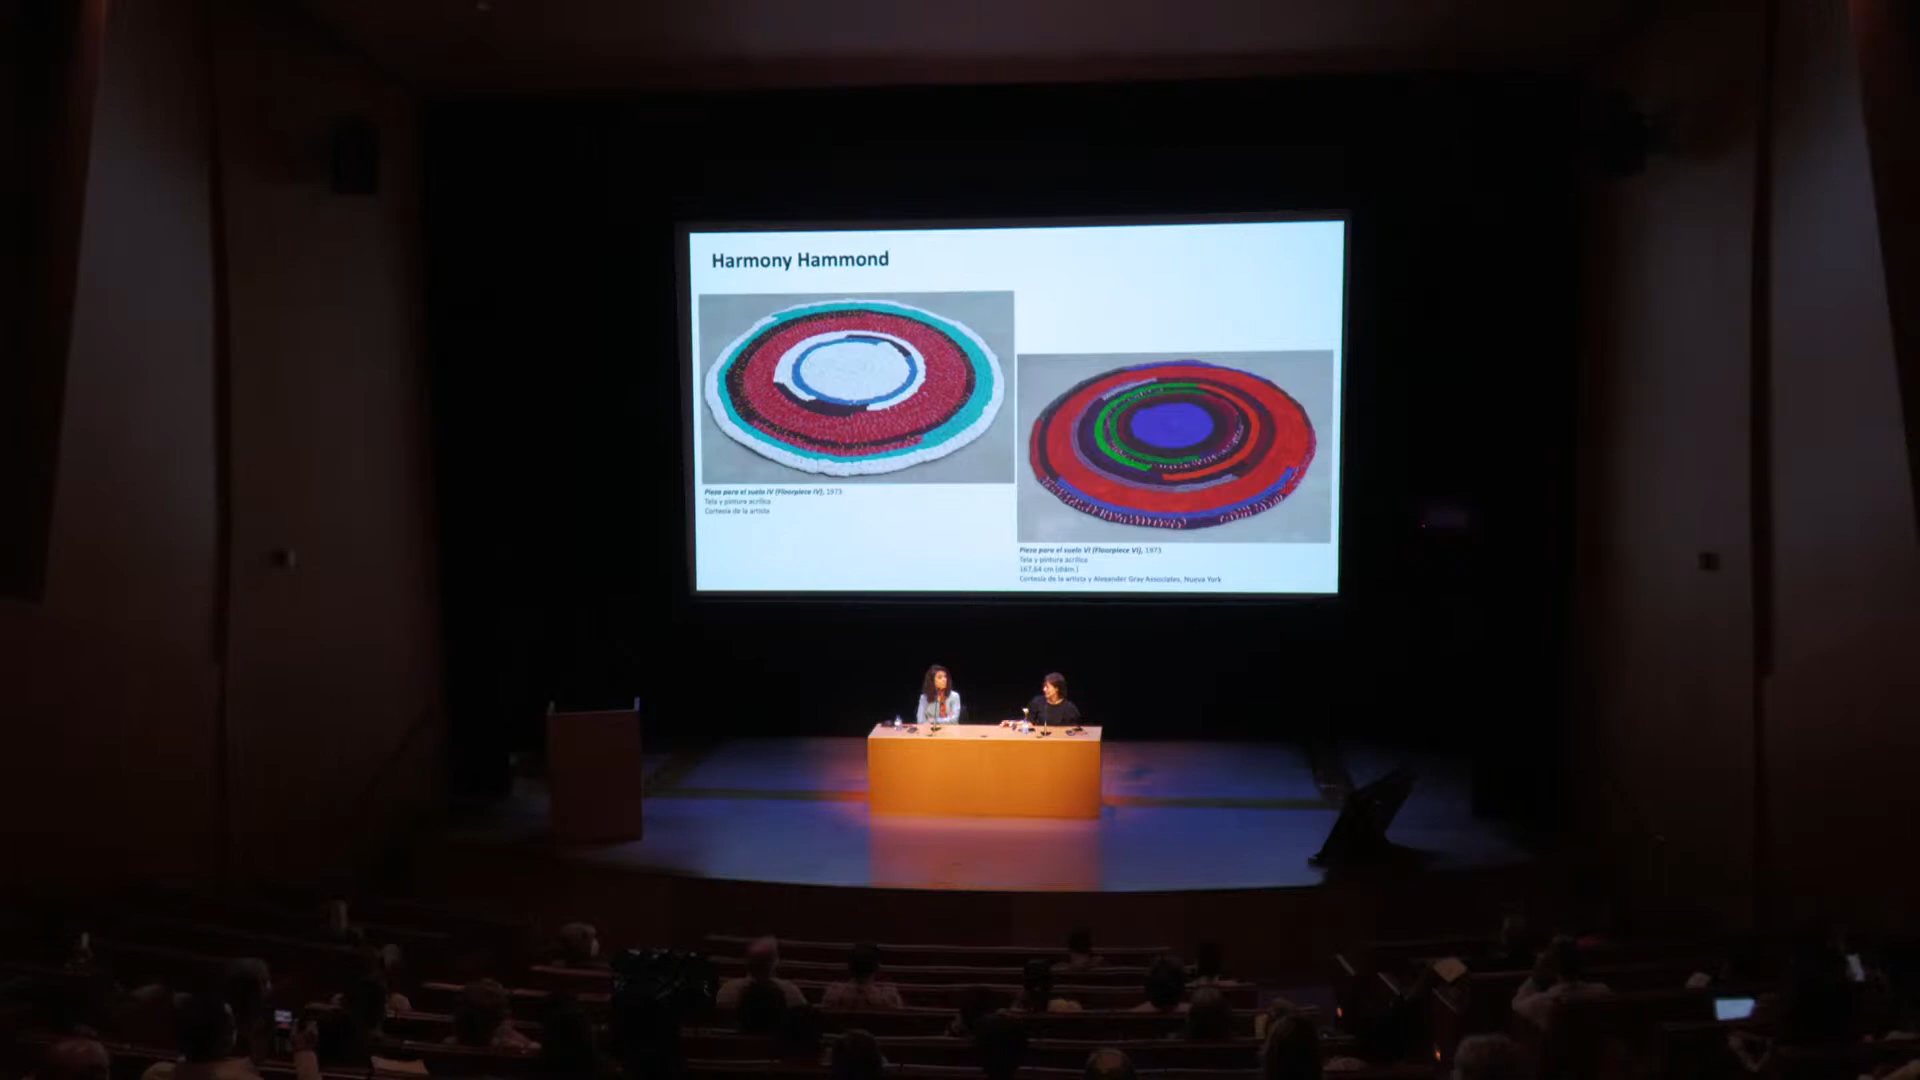 Harmony Hammond
Pieza para el suelo IV (Floorpiece IV), 1973
Tela y pintura acrílica
Cortesía de la artista
Pieza para el suelo VI (Floorpiece VI), 1973
Tela y pintura acrílica
167,64 cm (diám.)
Cortesía de la artista y Alexander Gray Associates, Nueva York